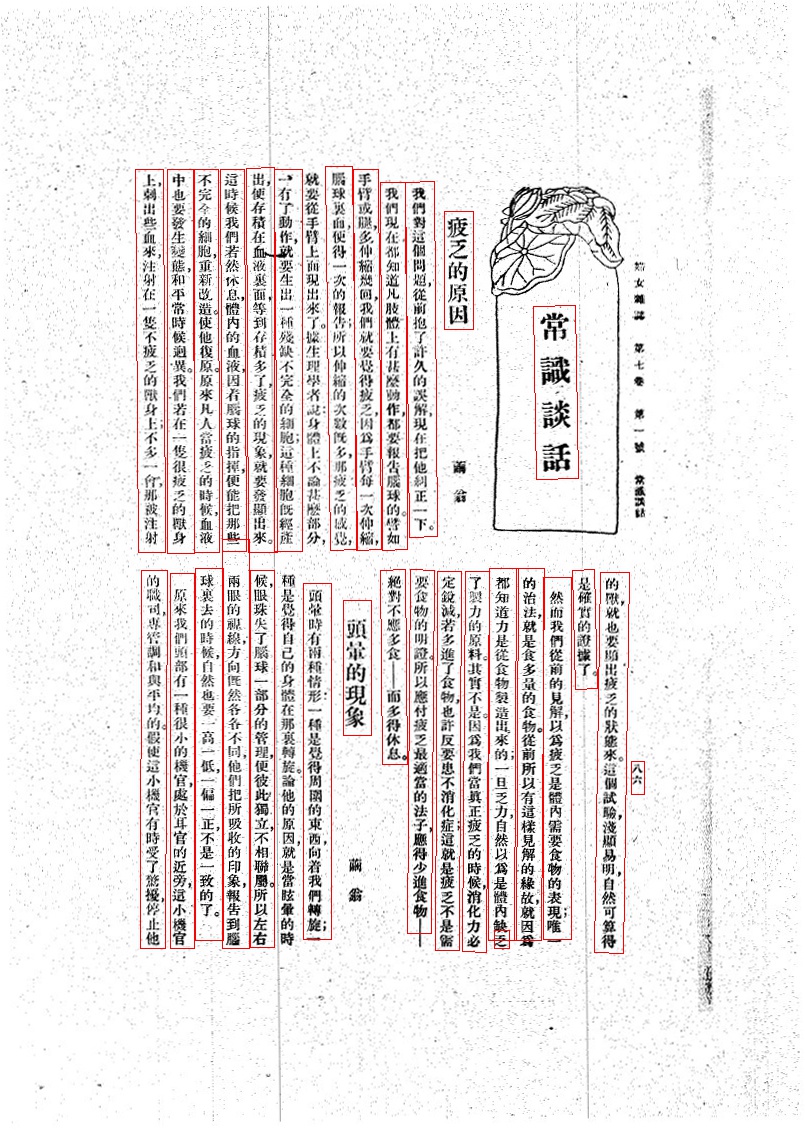 婦女雜誌　第七卷　第一號　常識談話
常識談話
疲乏的原因
繭翁
我們對這個問題，從前抱了許久的誤解，現在把他糾正一下。
我們現在都知道凡肢體上有甚麼動作，都要報告腦球的。譬如
手臂或腿，多伸縮幾回，我們就要覺得疲乏，因爲手臂每一次伸縮，
腦球裏面，便得一次的報告；所以伸縮的次數旣多，那疲乏的感覺，
就要從手臂上面現出來了。據生理學者說：身體上不論甚麼部分，
一有了動作，就要生出一種殘缺不完全的細胞；這種細胞旣經產
出，便存積在血液裏面，等到存積多了，疲乏的現象，就要發顯出來。
這時候我們若然休息，體內的血液，因着腦球的指揮，便能把那些
不完全的細胞，重新改造，使他復原。原來凡人當疲乏的時候，血液
中也要發生變態，和平常時候迥異。我們若在一隻很疲乏的獸身
上，刺出些血來，注射在一隻不疲乏的獸身上，不多一會，那被注射
八六
的獸，就也要顯出疲乏的狀態來。這個試驗，淺顯易明，自然可算得
是確實的證據了。
然而我們從前的見解，以爲疲乏是體內需要食物的表現；唯一
的治法，就是食多量的食物。從前所以有這樣見解的緣故，就因爲
都知道力是從食物裂造出來的；一旦乏力，自然以爲是體內缺乏
了製力的原料。其實不是。因爲我們當眞正疲乏的時候，消化力必
定銳減，若多進了食物，也許反要患不消化症；這就是疲乏不是需
要食物的明證。所以應付疲乏最適當的法子，應得少進食物——
絕對不應多食——而多得休息。
頭暈的現象
繭翁
頭暈時有兩種情形：一種是覺得周圍的東西，向着我們轉旋；一
種是覺得自己的身體在那裏轉旋。論他的原因，就是當眩暈的時
候，眼珠失了腦球一部分的管理，便彼此獨立，不相聯屬。所以左右
兩眼的視線方向旣然各各不同，他們把所吸收的印象，報告到腦
球裏去的時候，自然也要一高一低，一偏一正，不是一致的了。
原來我們頭部有一種很小的機官，處於耳官的近旁，這小機官
的職司，專管調和與平均的。假使這小機官有時受了驚擾，停止他